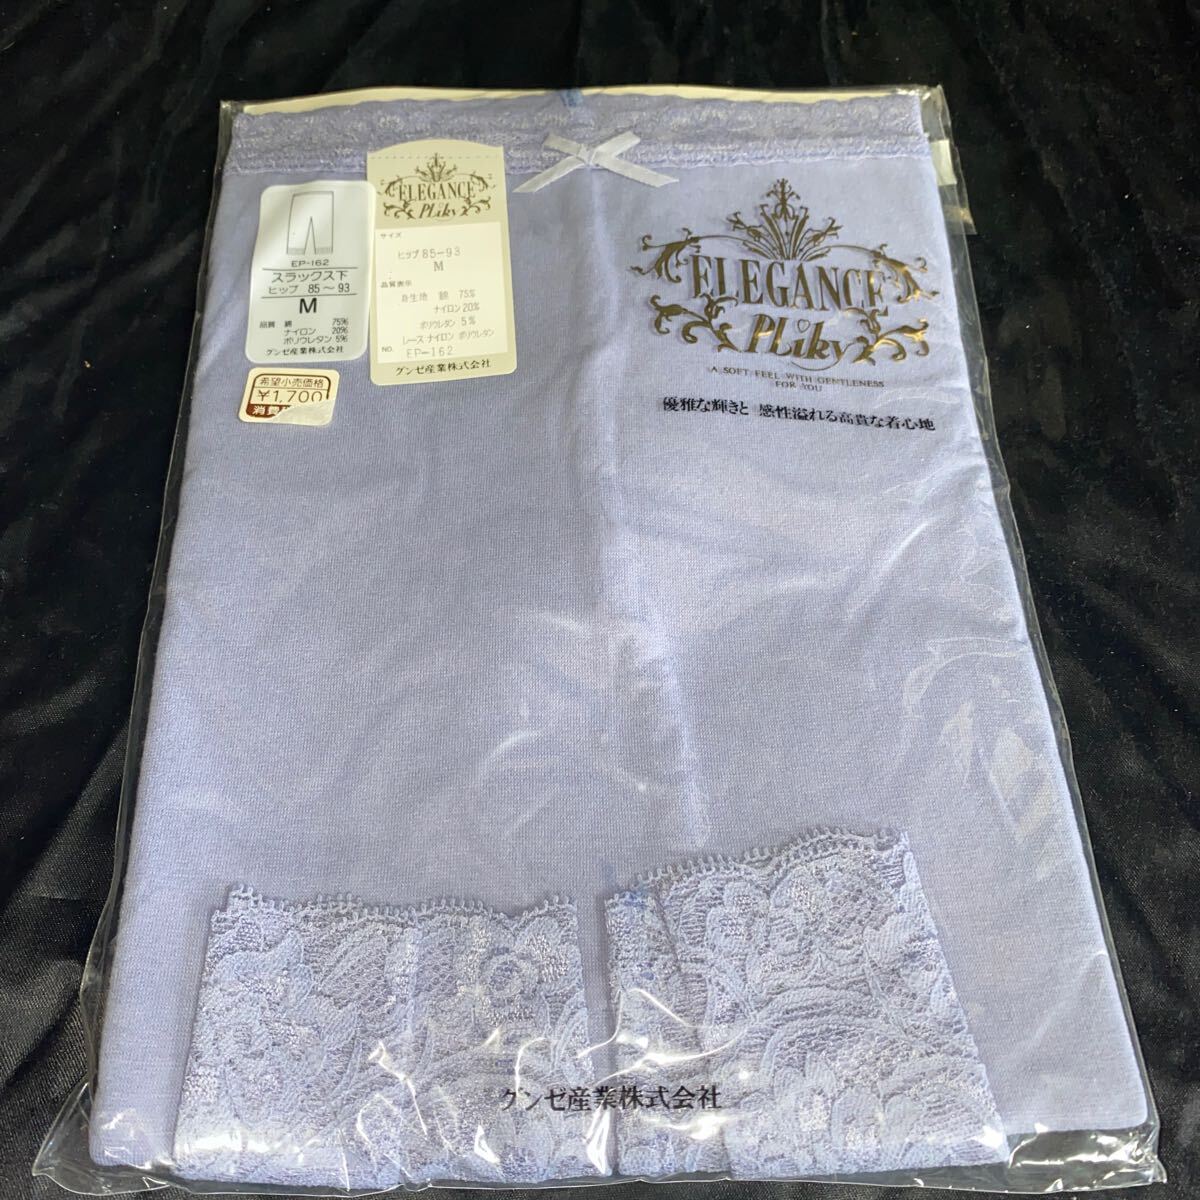 EP-162
スラックス下
ヒップ 85～93
M
品質 綿 75%
ナイロン 20%
ポリウレタン 5%
グンゼ産業株式会社
希望小売価格
¥1,700
消費
ELEGANCE
PLiky
サイズ
ヒップ 85-93
M
品質表示
身生地 綿 75%
ナイロン 20%
ポリウレタン 5%
レース ナイロン ポリウレタン
NO. EP-162
グンゼ産業株式会社
ELEGANCE
PLiky
A SOFT FEEL WITH GENTLENESS
FOR YOU
優雅な輝きと 感性溢れる高貴な着心地
グンゼ産業株式会社